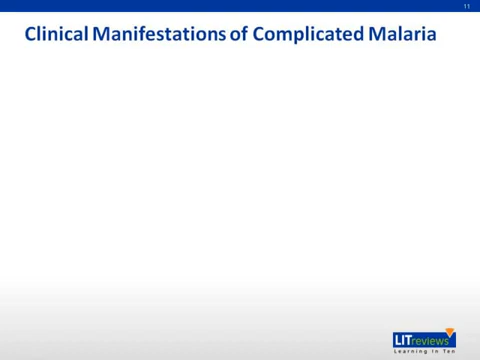 11
Clinical Manifestations of Complicated Malaria
LITreviews
Learning In Ten